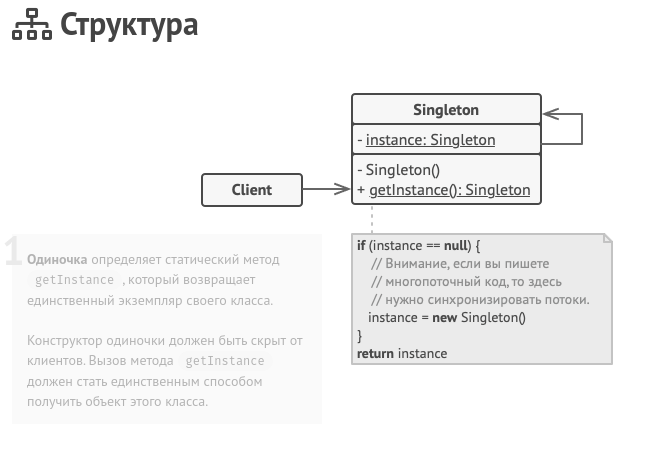 Структура
Singleton
- instance: Singleton
- Singleton()
+ getInstance(): Singleton
Client
1
Одиночка определяет статический метод
getInstance , который возвращает
единственный экземпляр своего класса.
Конструктор одиночки должен быть скрыт от
клиентов. Вызов метода getInstance
должен стать единственным способом
получить объект этого класса.
if (instance == null) {
// Внимание, если вы пишете
// многопоточный код, то здесь
// нужно синхронизировать потоки.
instance = new Singleton()
}
return instance